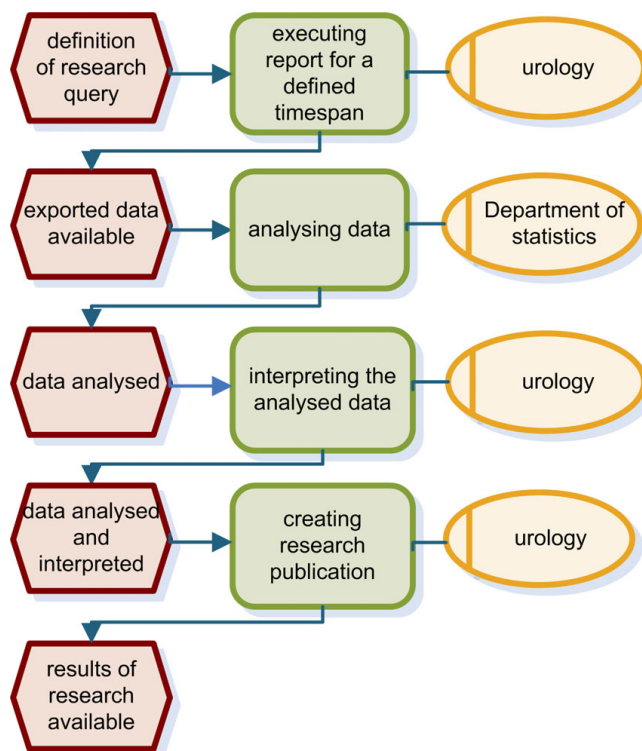 definition
of research
query
executing
report for a
defined
timespan
urology
exported data
available
analysing data
Department of
statistics
data analysed
interpreting the
analysed data
urology
data analysed
and
interpreted
creating
research
publication
urology
results of
research
available